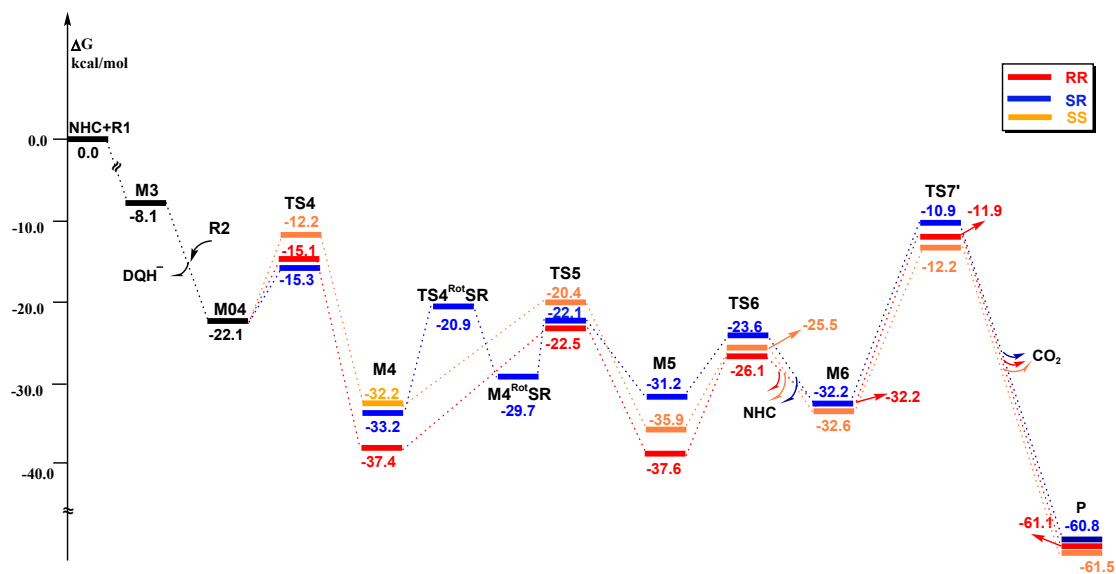 ΔG
kcal/mol
RR
SR
SS
0.0
-10.0
-20.0
-30.0
-40.0
NHC+R1
0.0
M3
-8.1
R2
DQH⁻
M04
-22.1
TS4
-12.2
-15.1
-15.3
M4
-32.2
-33.2
-37.4
TS4ᴿᵒᵗSR
-20.9
M4ᴿᵒᵗSR
-29.7
TS5
-20.4
-22.1
-22.5
M5
-31.2
-35.9
-37.6
TS6
-23.6
-25.5
-26.1
NHC
M6
-32.2
-32.2
-32.6
TS7'
-10.9
-11.9
-12.2
CO₂
P
-61.1
-60.8
-61.5